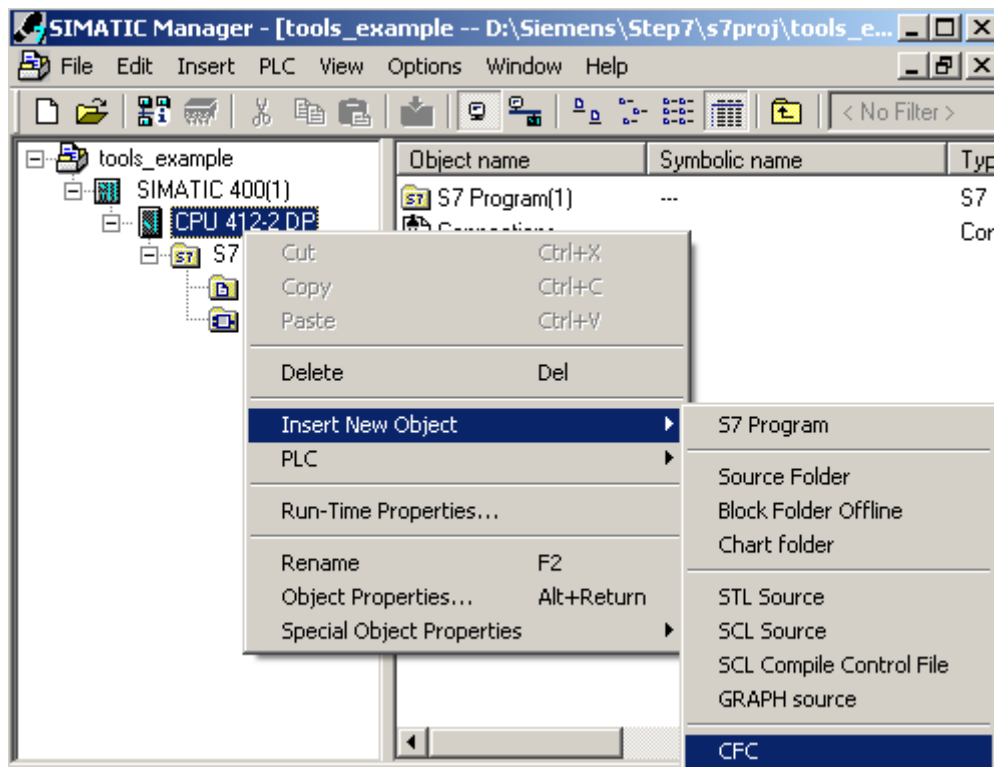 SIMATIC Manager - [tools_example -- D:\Siemens\Step7\s7proj\tools_e...
File Edit Insert PLC View Options Window Help
< No Filter >
tools_example
SIMATIC 400(1)
CPU 412-2 DP
S7
Object name Symbolic name Typ
S7 Program(1) --- S7
Connections Con
Cut Ctrl+X
Copy Ctrl+C
Paste Ctrl+V
Delete Del
Insert New Object
PLC
Run-Time Properties...
Rename F2
Object Properties... Alt+Return
Special Object Properties
S7 Program
Source Folder
Block Folder Offline
Chart folder
STL Source
SCL Source
SCL Compile Control File
GRAPH source
CFC